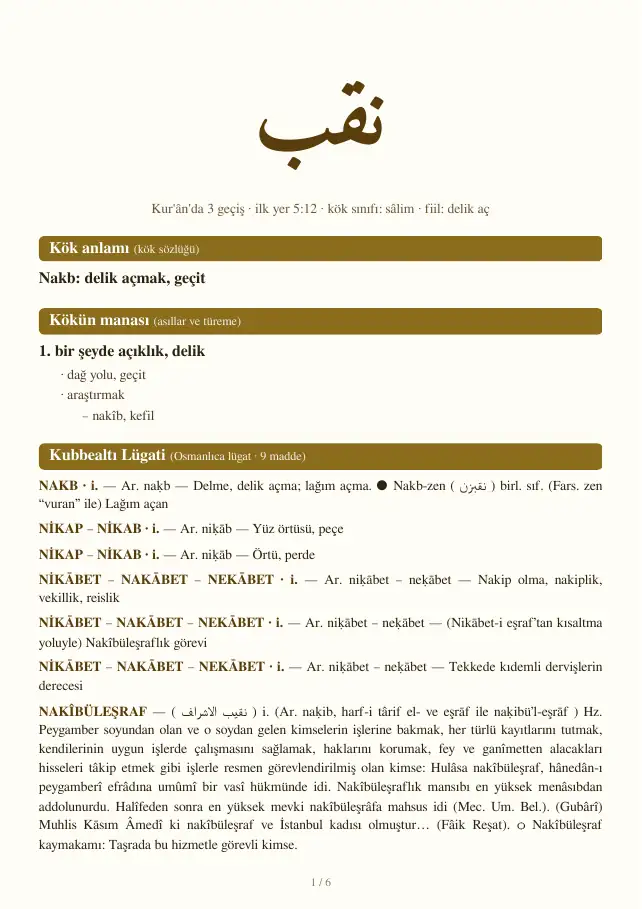 نقب
Kur'ân'da 3 geçiş · ilk yer 5:12 · kök sınıfı: sâlim · fiil: delik aç
Kök anlamı (kök sözlüğü)
Nakb: delik açmak, geçit
Kökün manası (asıllar ve türeme)
1. bir şeyde açıklık, delik
· dağ yolu, geçit
· araştırmak
– nakîb, kefil
Kubbealtı Lügati (Osmanlıca lügat · 9 madde)
NAKB · i. — Ar. naḳb — Delme, delik açma; lağım açma. ● Nakb-zen ( نقبزن ) birl. sıf. (Fars. zen
“vuran” ile) Lağım açan
NİKAP – NİKAB · i. — Ar. niḳāb — Yüz örtüsü, peçe
NİKAP – NİKAB · i. — Ar. niḳāb — Örtü, perde
NİKĀBET – NAKĀBET – NEKĀBET · i. — Ar. niḳābet – neḳābet — Nakip olma, nakiplik,
vekillik, reislik
NİKĀBET – NAKĀBET – NEKĀBET · i. — Ar. niḳābet – neḳābet — (Nikābet-i eşraf’tan kısaltma
yoluyle) Nakîbüleşraflık görevi
NİKĀBET – NAKĀBET – NEKĀBET · i. — Ar. niḳābet – neḳābet — Tekkede kıdemli dervişlerin
derecesi
NAKÎBÜLEŞRAF — ( نقيب الاشراف ) i. (Ar. naḳіb, harf-i târif el- ve eşrāf ile naḳіbü’l-eşrāf ) Hz.
Peygamber soyundan olan ve o soydan gelen kimselerin işlerine bakmak, her türlü kayıtlarını tutmak,
kendilerinin uygun işlerde çalışmasını sağlamak, haklarını korumak, fey ve ganîmetten alacakları
hisseleri tâkip etmek gibi işlerle resmen görevlendirilmiş olan kimse: Hulâsa nakîbüleşraf, hânedân-ı
peygamberî efrâdına umûmî bir vasî hükmünde idi. Nakîbüleşraflık mansıbı en yüksek menâsıbdan
addolunurdu. Halîfeden sonra en yüksek mevki nakîbüleşrâfa mahsus idi (Mec. Um. Bel.). (Gubârî)
Muhlis Kāsım Âmedî ki nakîbüleşraf ve İstanbul kadısı olmuştur… (Fâik Reşat). ѻ Nakîbüleşraf
kaymakamı: Taşrada bu hizmetle görevli kimse.
1 / 6